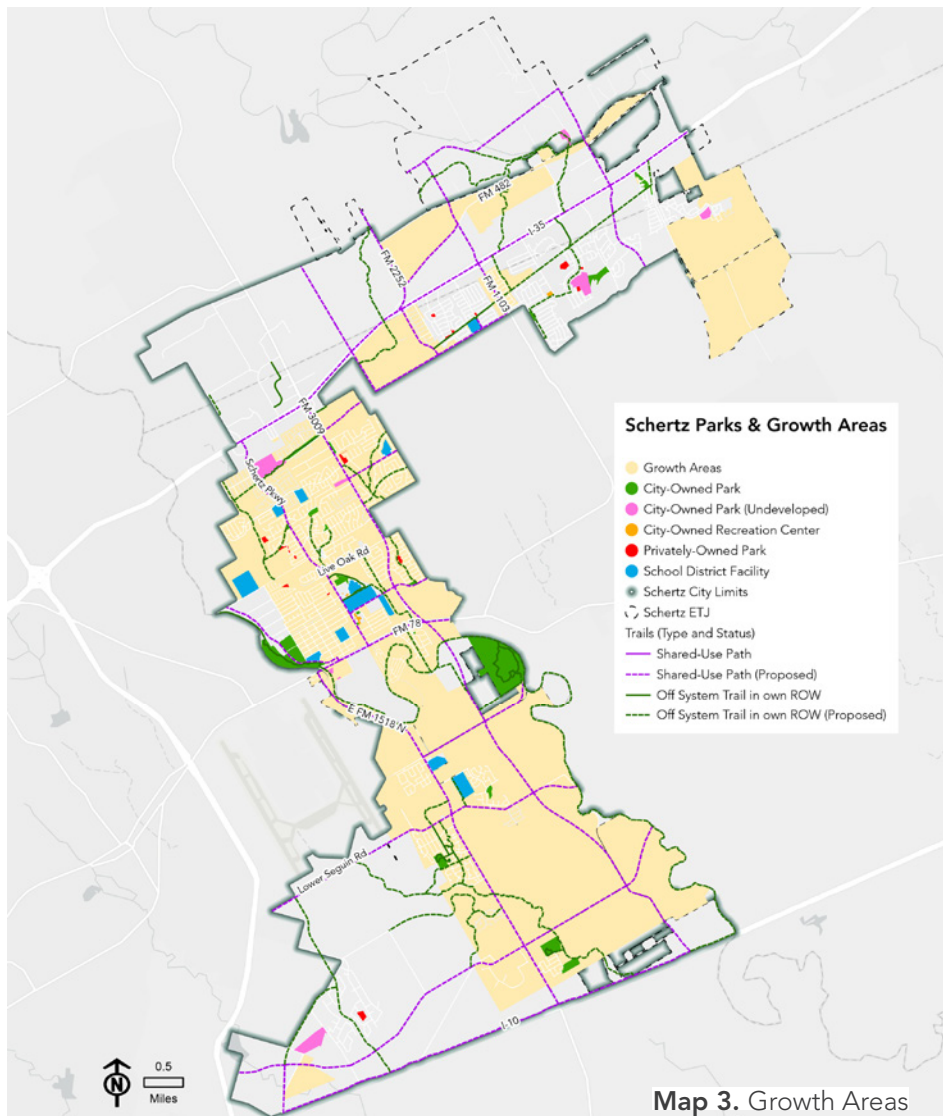 FM 482
I-35
FM-2252
FM-1103
FM-3009
Schertz Pkwy
Live Oak Rd
FM-78
E FM-1518 N
Lower Seguin Rd
I-10
Schertz Parks & Growth Areas
Growth Areas
City-Owned Park
City-Owned Park (Undeveloped)
City-Owned Recreation Center
Privately-Owned Park
School District Facility
Schertz City Limits
Schertz ETJ
Trails (Type and Status)
Shared-Use Path
Shared-Use Path (Proposed)
Off System Trail in own ROW
Off System Trail in own ROW (Proposed)
N
0.5
Miles
Map 3. Growth Areas